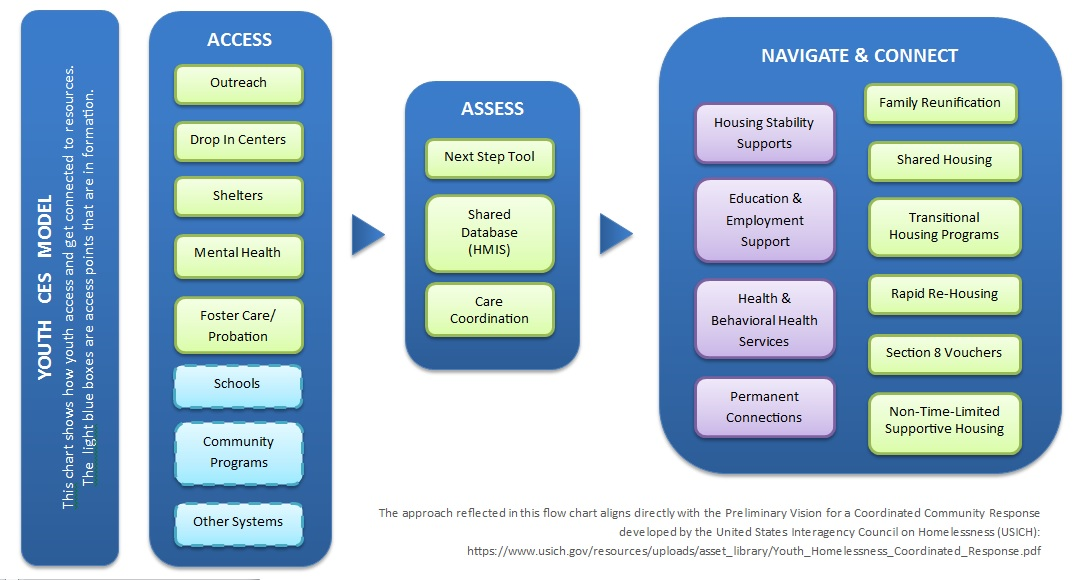 YOUTH CES MODEL
This chart shows how youth access and get connected to resources.
The light blue boxes are access points that are in formation.
ACCESS
Outreach
Drop In Centers
Shelters
Mental Health
Foster Care/
Probation
Schools
Community
Programs
Other Systems
ASSESS
Next Step Tool
Shared
Database
(HMIS)
Care
Coordination
NAVIGATE & CONNECT
Housing Stability
Supports
Education &
Employment
Support
Health &
Behavioral Health
Services
Permanent
Connections
Family Reunification
Shared Housing
Transitional
Housing Programs
Rapid Re-Housing
Section 8 Vouchers
Non-Time-Limited
Supportive Housing
The approach reflected in this flow chart aligns directly with the Preliminary Vision for a Coordinated Community Response
developed by the United States Interagency Council on Homelessness (USICH):
https://www.usich.gov/resources/uploads/asset_library/Youth_Homelessness_Coordinated_Response.pdf